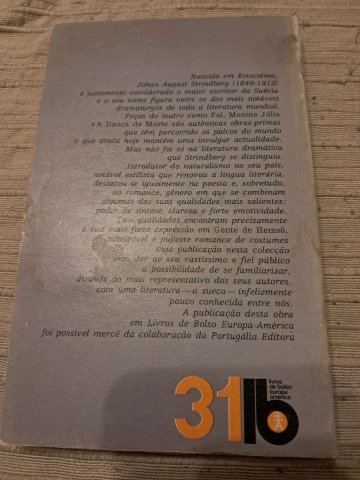 Nascido em Estocolmo,
Johan August Strindberg (1849-1912)
é justamente considerado o maior escritor da Suécia
e o seu nome figura entre os dos mais notáveis
dramaturgos de toda a literatura mundial.
Peças de teatro como Pai, Menina Júlia
e A Dança da Morte são autênticas obras-primas
que têm percorrido os palcos do mundo
e que ainda hoje mantêm uma invulgar actualidade.
Mas não foi só na literatura dramática
que Strindberg se distinguiu.
Introdutor do naturalismo no seu país,
notável estilista que renovou a língua literária,
destacou-se igualmente na poesia e, sobretudo,
no romance, género em que se combinam
algumas das suas qualidades mais salientes:
poder de síntese, clareza e forte emotividade.
Tais qualidades encontram precisamente
a sua mais forte expressão em Gente de Hemsö,
admirável e pujante romance de costumes
cuja publicação nesta colecção
vem dar ao seu vastíssimo e fiel público
a possibilidade de se familiarizar,
através do mais representativo dos seus autores,
com uma literatura — a sueca — infelizmente
pouco conhecida entre nós.
A publicação desta obra
em Livros de Bolso Europa-América
foi possível mercê da colaboração da Portugália Editora
31
livros
de bolso
europa
américa